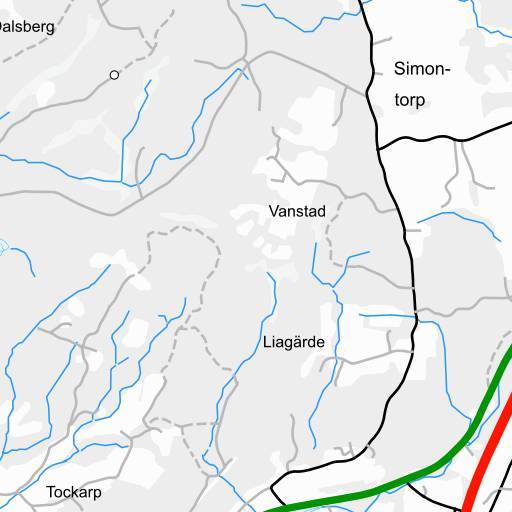 Dalsberg
Simon-
torp
Vanstad
Liagärde
Tockarp